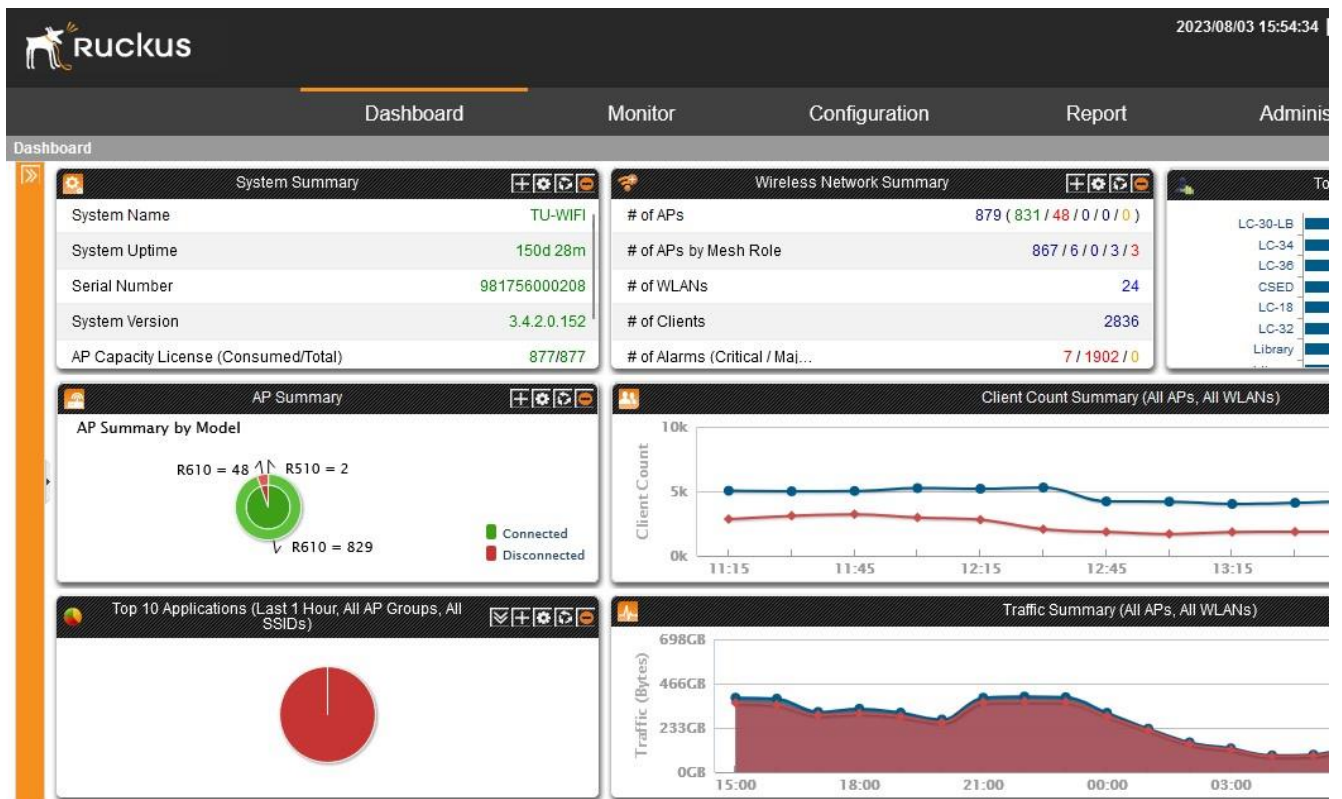 Ruckus
2023/08/03 15:54:34
Dashboard Monitor Configuration Report Adminis
Dashboard
System Summary
System Name TU-WIFI
System Uptime 150d 28m
Serial Number 981756000208
System Version 3.4.2.0.152
AP Capacity License (Consumed/Total) 877/877
Wireless Network Summary
# of APs 879 ( 831 / 48 / 0 / 0 / 0 )
# of APs by Mesh Role 867 / 6 / 0 / 3 / 3
# of WLANs 24
# of Clients 2836
# of Alarms (Critical / Maj... 7 / 1902 / 0
To
LC-30-LB
LC-34
LC-36
CSED
LC-18
LC-32
Library
AP Summary
AP Summary by Model
R610 = 48 R510 = 2
R610 = 829
Connected
Disconnected
Client Count Summary (All APs, All WLANs)
Client Count
10k
5k
0k
11:15 11:45 12:15 12:45 13:15
Top 10 Applications (Last 1 Hour, All AP Groups, All
SSIDs)
Traffic Summary (All APs, All WLANs)
Traffic (Bytes)
698GB
466GB
233GB
0GB
15:00 18:00 21:00 00:00 03:00